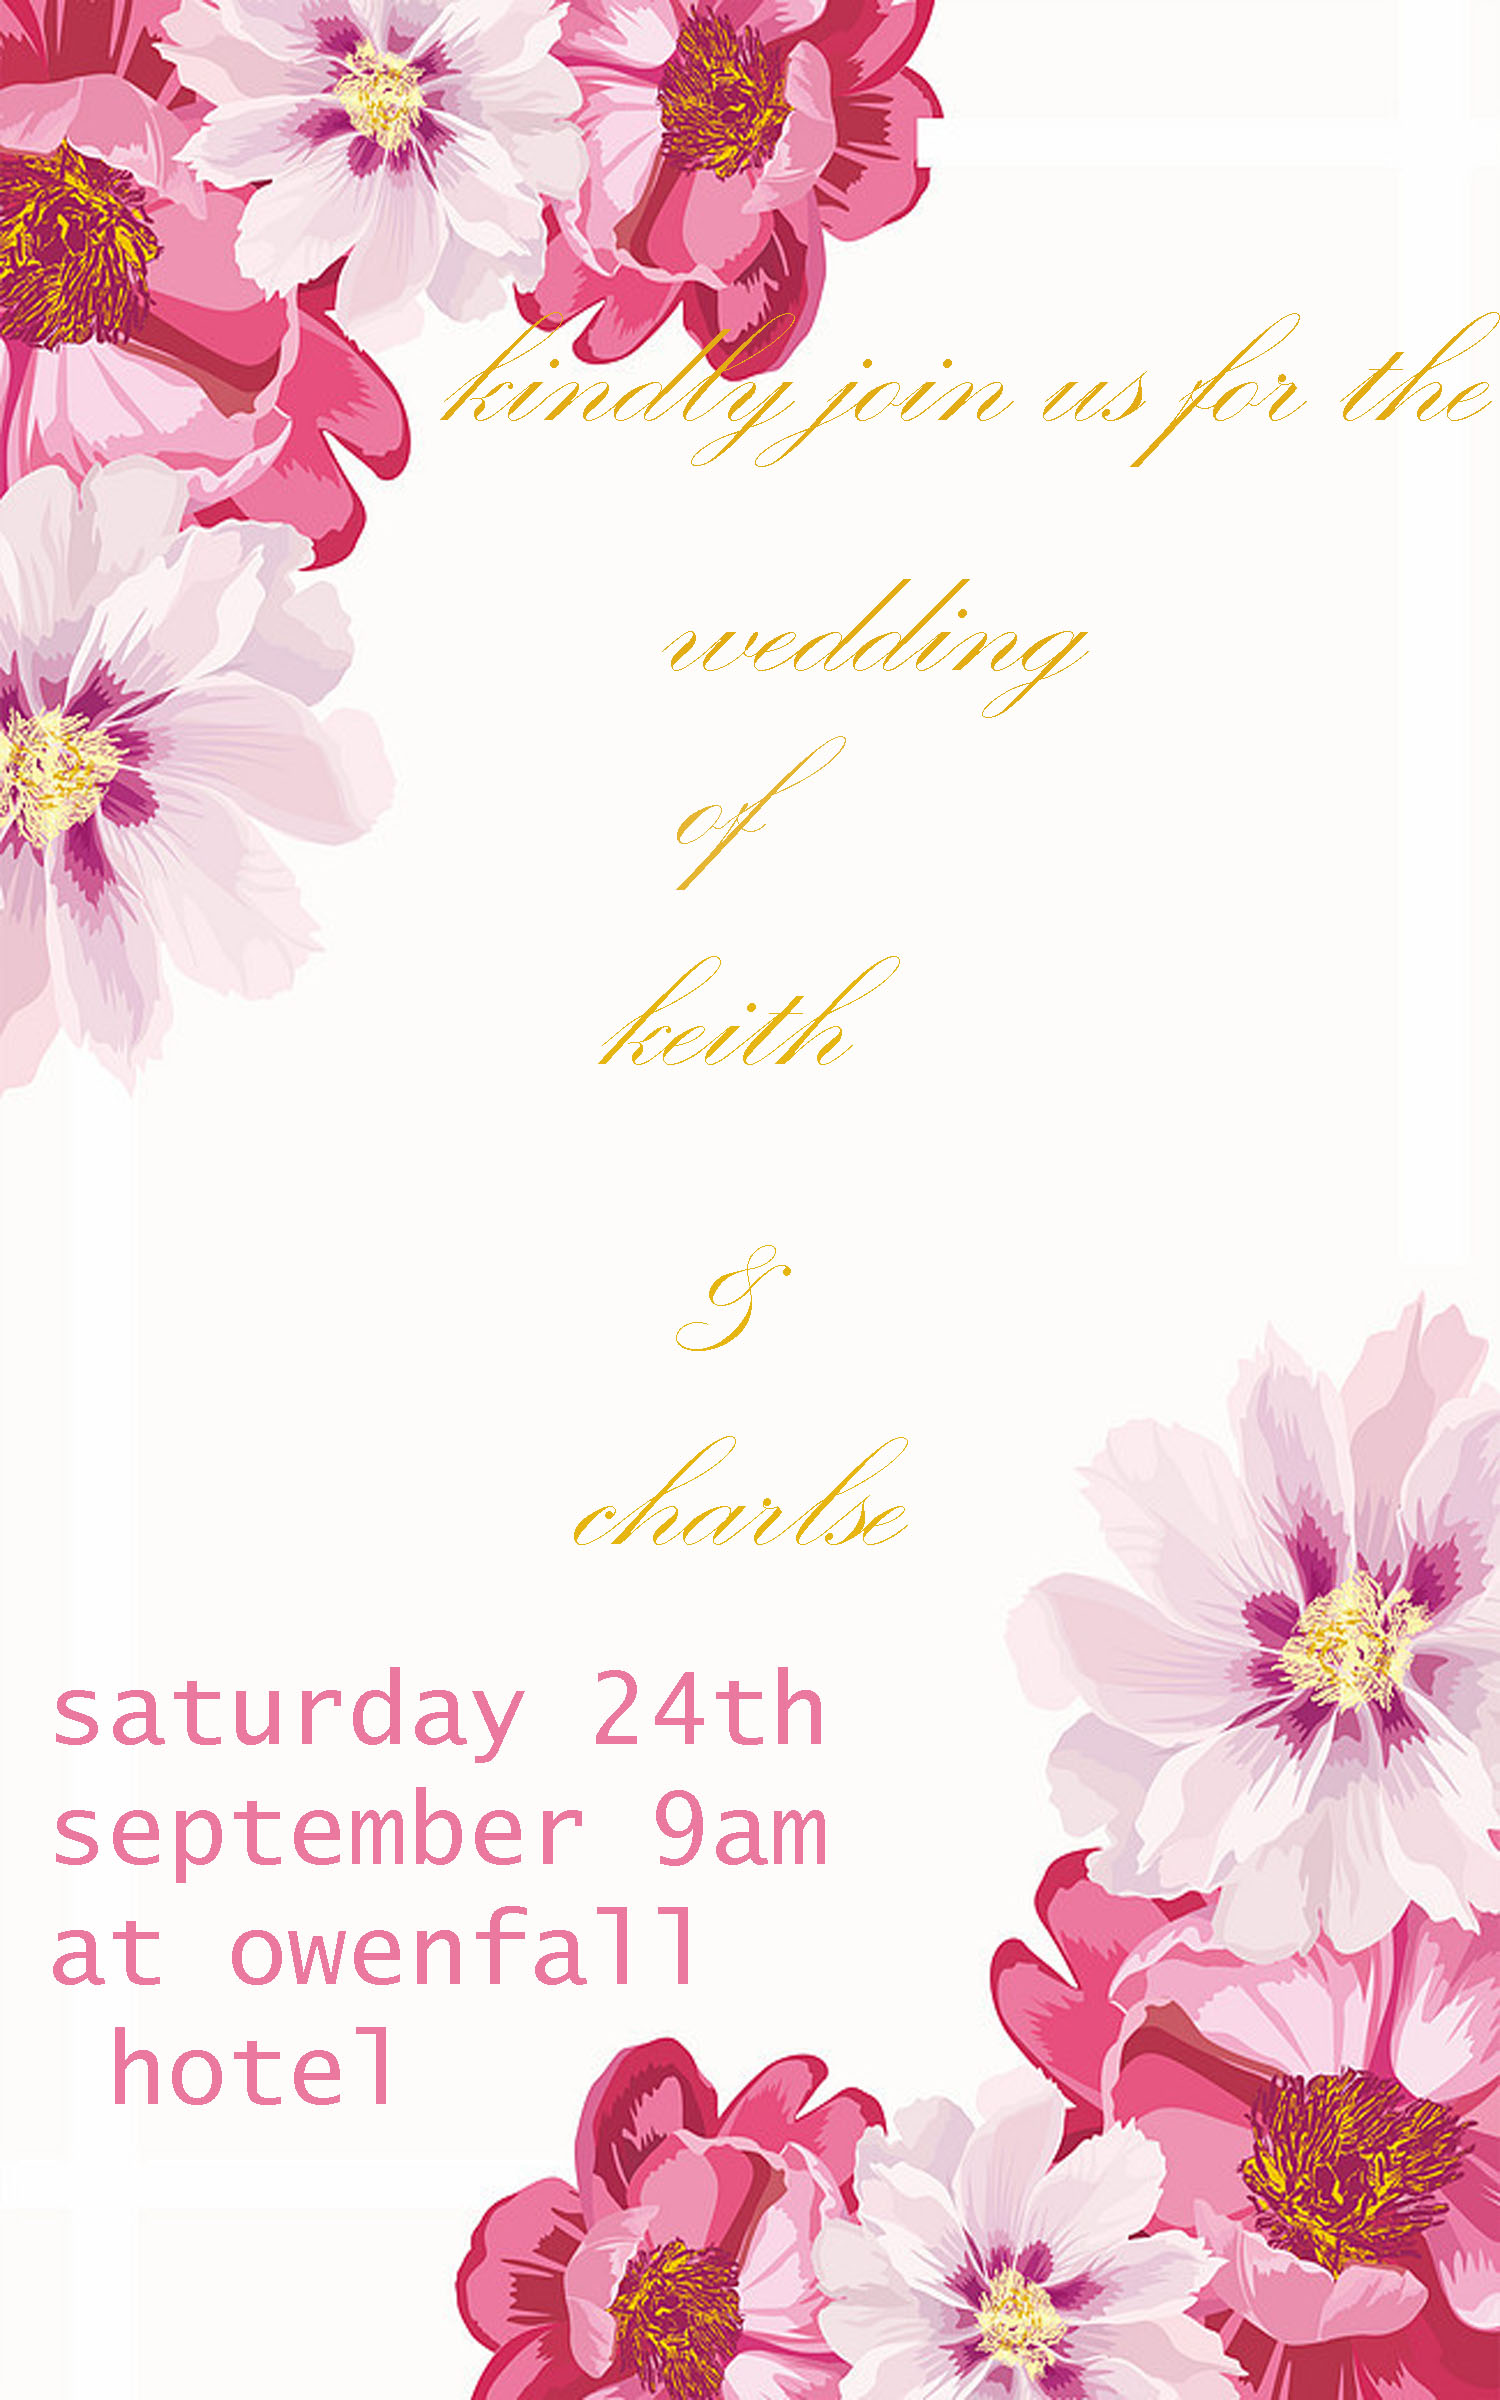 kindly join us for the
wedding
of
keith
&
charlse
saturday 24th
september 9am
at owenfall
hotel